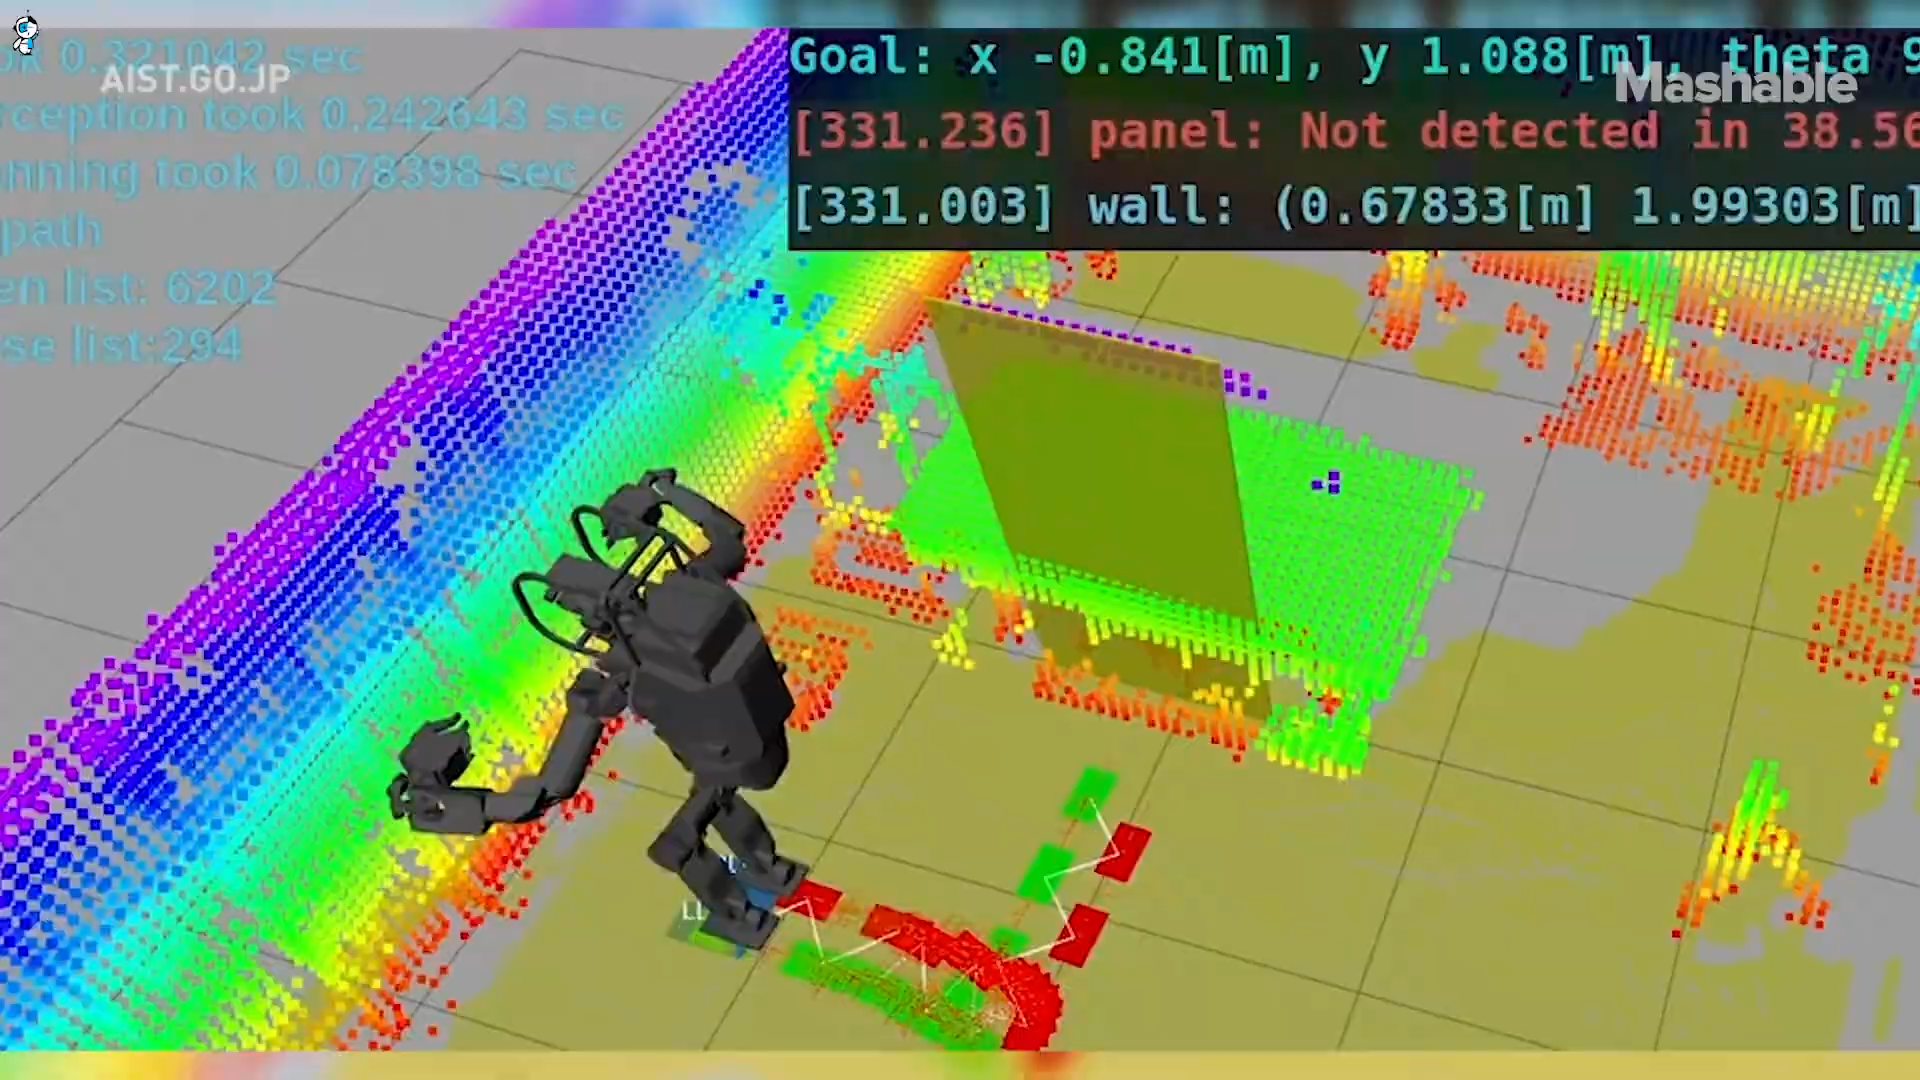 ok 0.321042 sec
AIST.GO.JP
rception took 0.242643 sec
nning took 0.078398 sec
path
en list: 6202
se list:294
Goal: x -0.841[m], y 1.088[m], theta 9
Mashable
[331.236] panel: Not detected in 38.56
[331.003] wall: (0.67833[m] 1.99303[m]